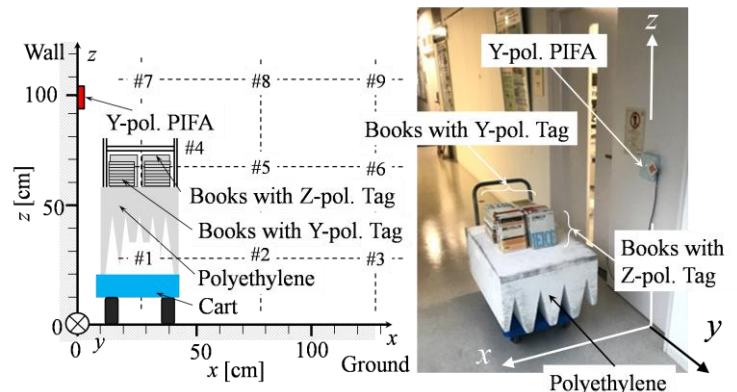 Wall
z
#7
#8
#9
100
Y-pol. PIFA
#4
#5
#6
Books with Z-pol. Tag
50
Books with Y-pol. Tag
#1
#2
#3
Polyethylene
Cart
z [cm]
0
0
y
50
100
x
x [cm]
Ground
z
Y-pol. PIFA
Books with Y-pol. Tag
Books with
Z-pol. Tag
x
y
Polyethylene